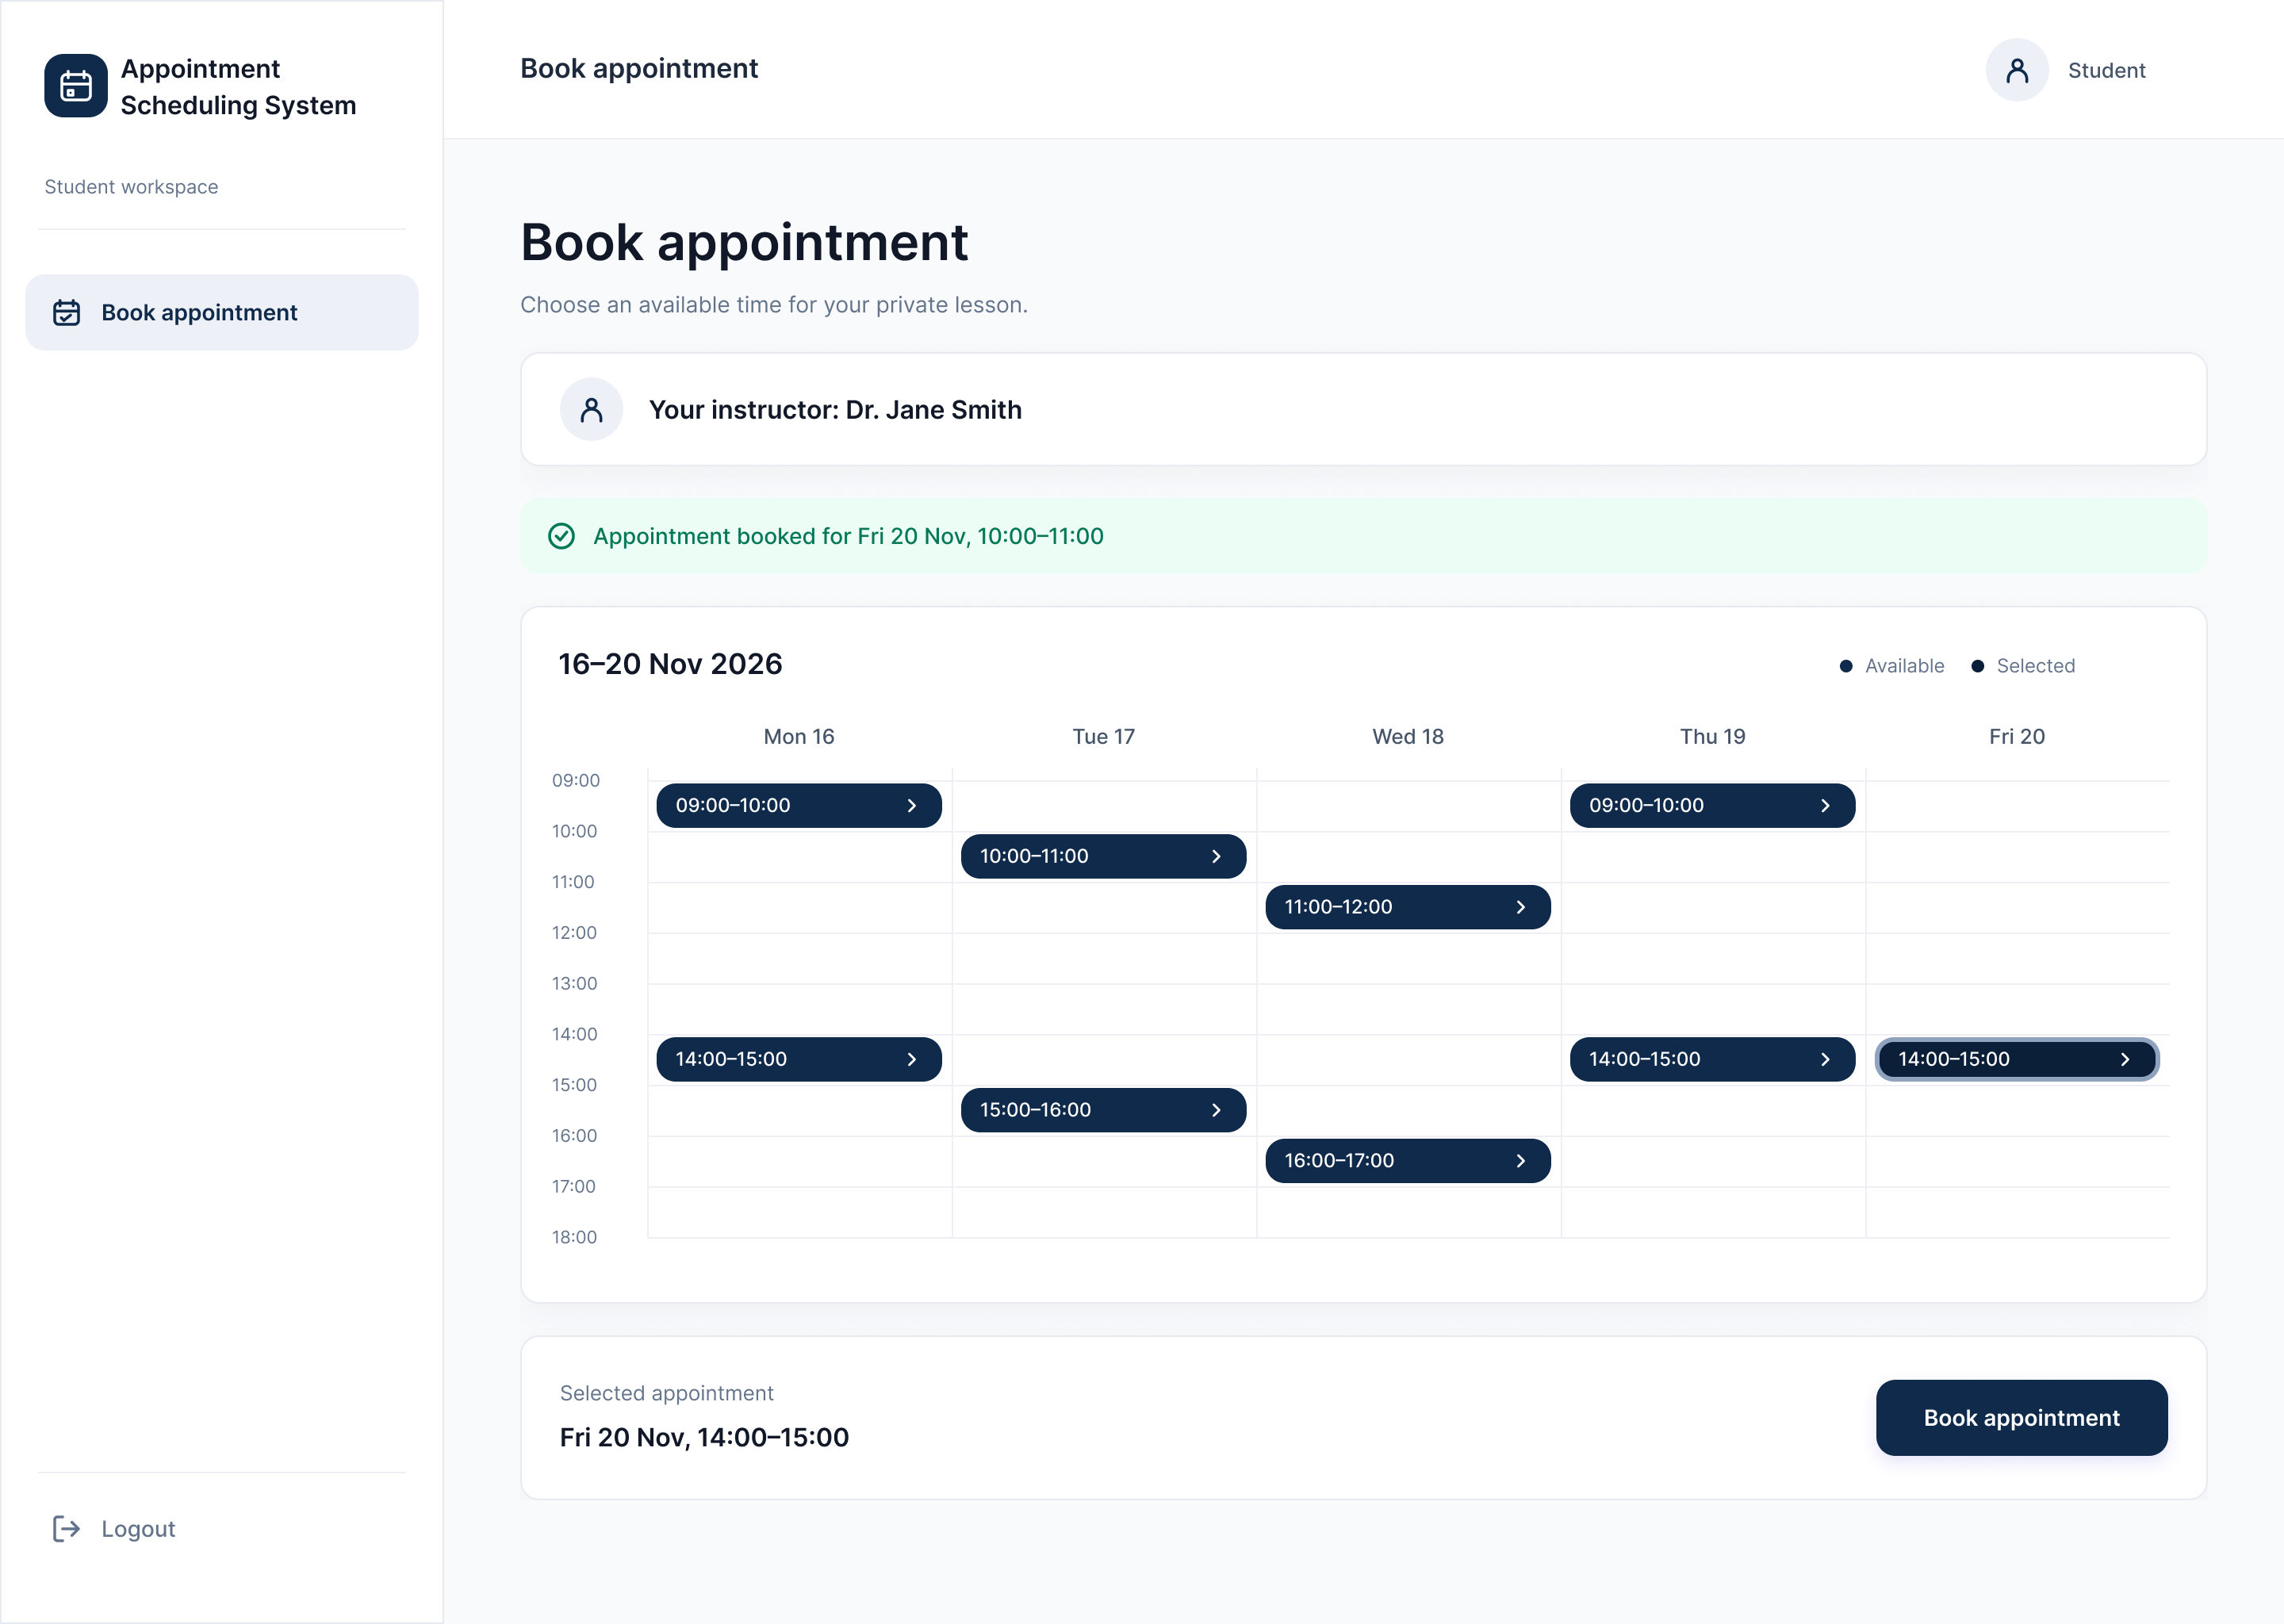 Appointment
Scheduling System
Student workspace
Book appointment
Logout
Book appointment
Student
Book appointment
Choose an available time for your private lesson.
Your instructor: Dr. Jane Smith
Appointment booked for Fri 20 Nov, 10:00–11:00
16–20 Nov 2026
Available
Selected
Mon 16
Tue 17
Wed 18
Thu 19
Fri 20
09:00
09:00–10:00
09:00–10:00
10:00
10:00–11:00
11:00
11:00–12:00
12:00
13:00
14:00
14:00–15:00
14:00–15:00
14:00–15:00
15:00
15:00–16:00
16:00
16:00–17:00
17:00
18:00
Selected appointment
Fri 20 Nov, 14:00–15:00
Book appointment